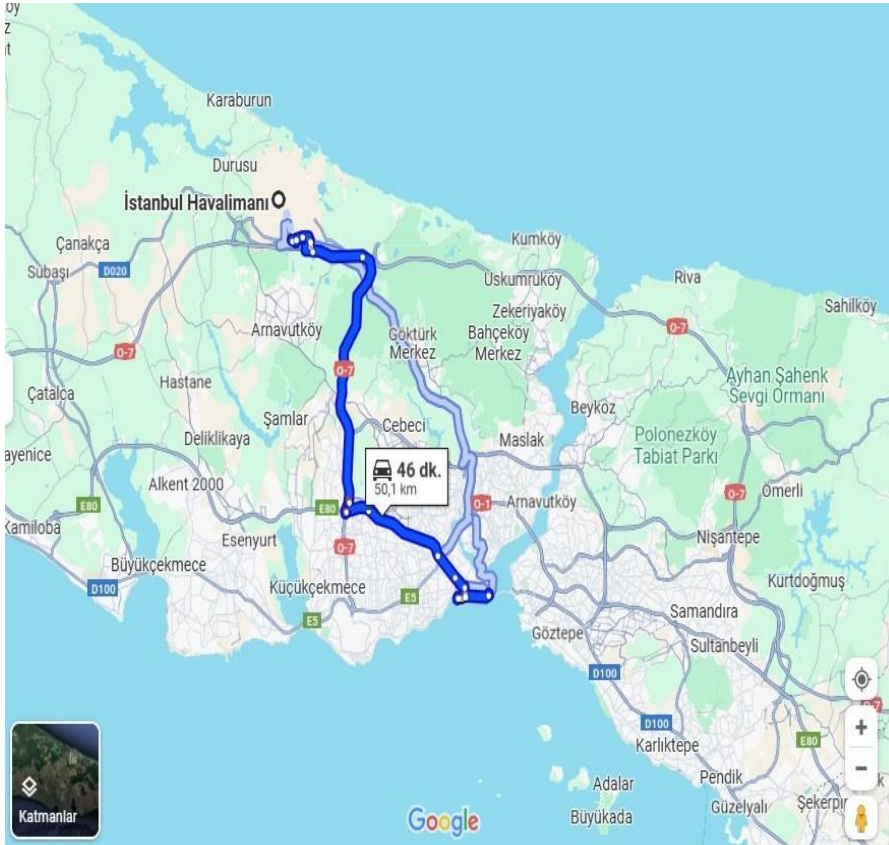 Karaburun
Durusu
İstanbul Havalimanı
Çanakça
Subaşı
D020
Kumköy
Uskumruköy
Riva
Zekeriyaköy
Sahilköy
Arnavutköy
Göktürk
Merkez
Bahçeköy
Merkez
O-7
O-7
O-7
Ayhan Şahenk
Sevgi Ormanı
Hastane
Çatalca
Beyköz
Şamlar
Cebeci
Deliklikaya
Maslak
Polonezköy
Tabiat Parkı
ayenice
46 dk.
50,1 km
Alkent 2000
O-7
Ömerli
E80
E80
O-1
Arnavutköy
Kamiloba
Esenyurt
O-7
Nişantepe
Büyükçekmece
D100
Küçükçekmece
E5
E5
Kurtdoğmuş
Samandıra
Göztepe
Sultanbeyli
D100
D100
O-7
Karlıktepe
E80
Pendik
Adalar
Büyükada
Güzelyalı
Şekerpı
Katmanlar
Google